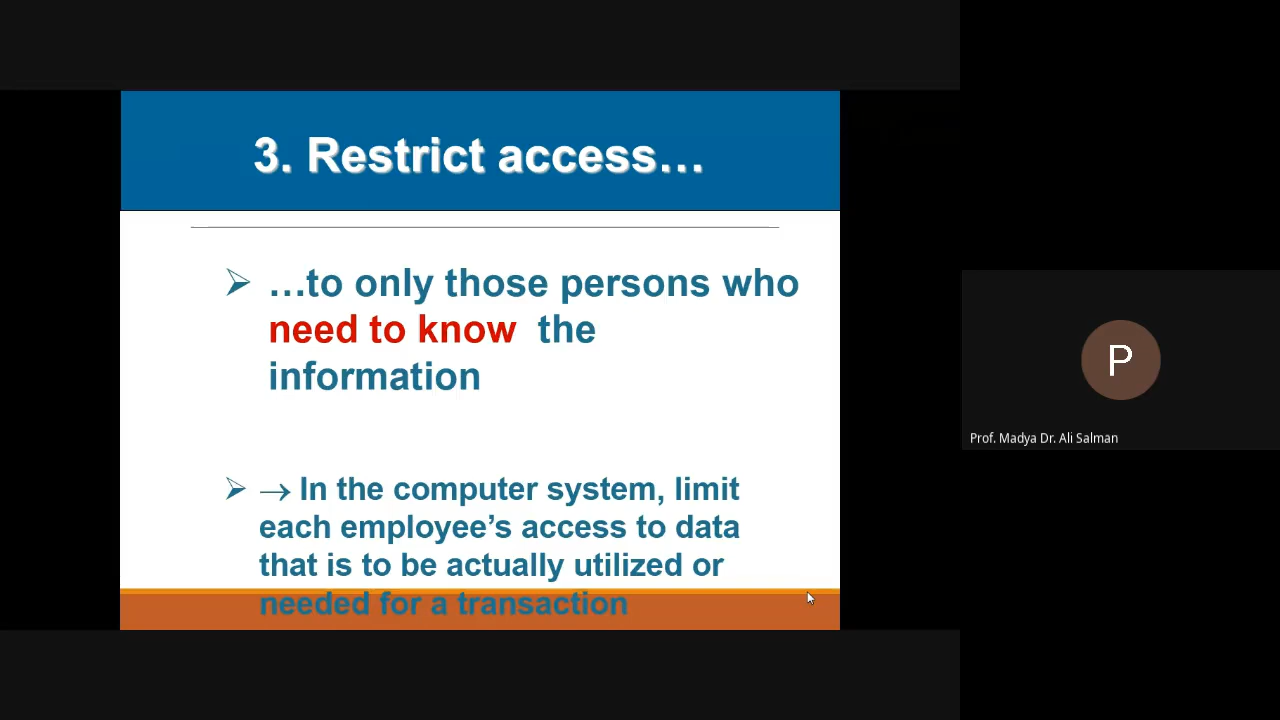 3. Restrict access…
…to only those persons who
need to know the
information
→ In the computer system, limit
each employee’s access to data
that is to be actually utilized or
needed for a transaction
P
Prof. Madya Dr. Ali Salman